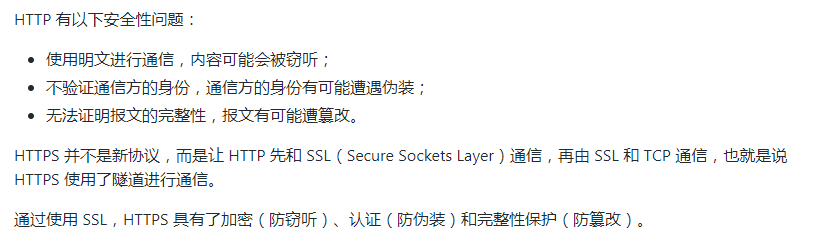 HTTP 有以下安全性问题：
• 使用明文进行通信，内容可能会被窃听；
• 不验证通信方的身份，通信方的身份有可能遭遇伪装；
• 无法证明报文的完整性，报文有可能遭篡改。
HTTPS 并不是新协议，而是让 HTTP 先和 SSL（Secure Sockets Layer）通信，再由 SSL 和 TCP 通信，也就是说
HTTPS 使用了隧道进行通信。
通过使用 SSL，HTTPS 具有了加密（防窃听）、认证（防伪装）和完整性保护（防篡改）。